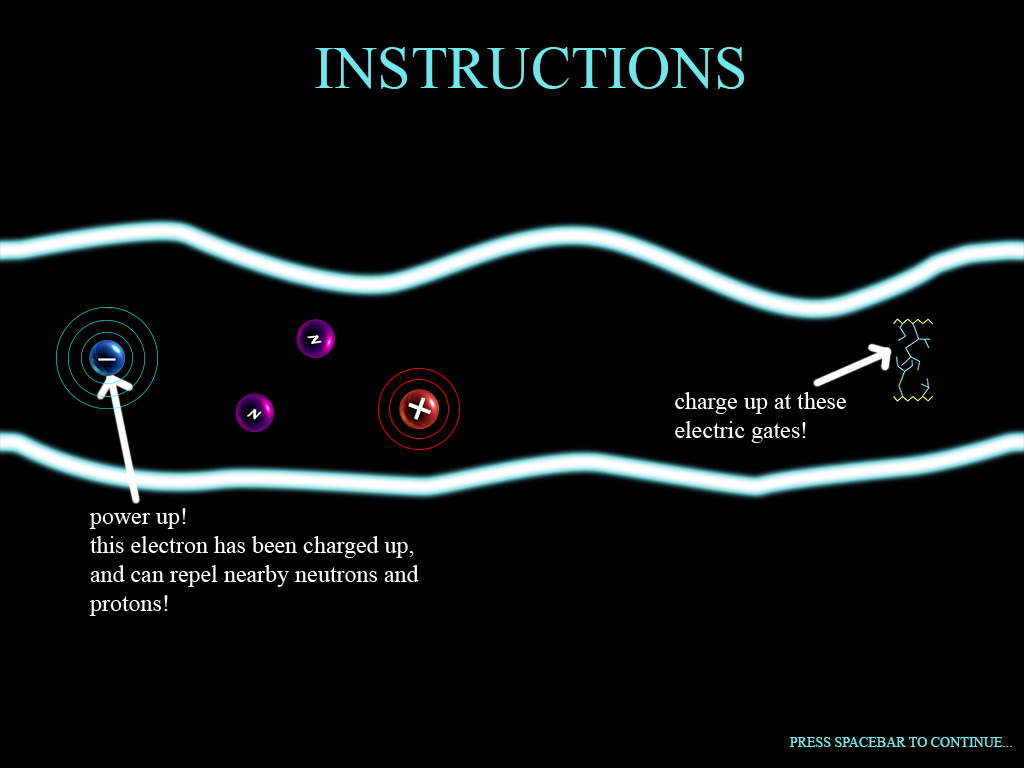 INSTRUCTIONS
N
N
charge up at these
electric gates!
power up!
this electron has been charged up,
and can repel nearby neutrons and
protons!
PRESS SPACEBAR TO CONTINUE...